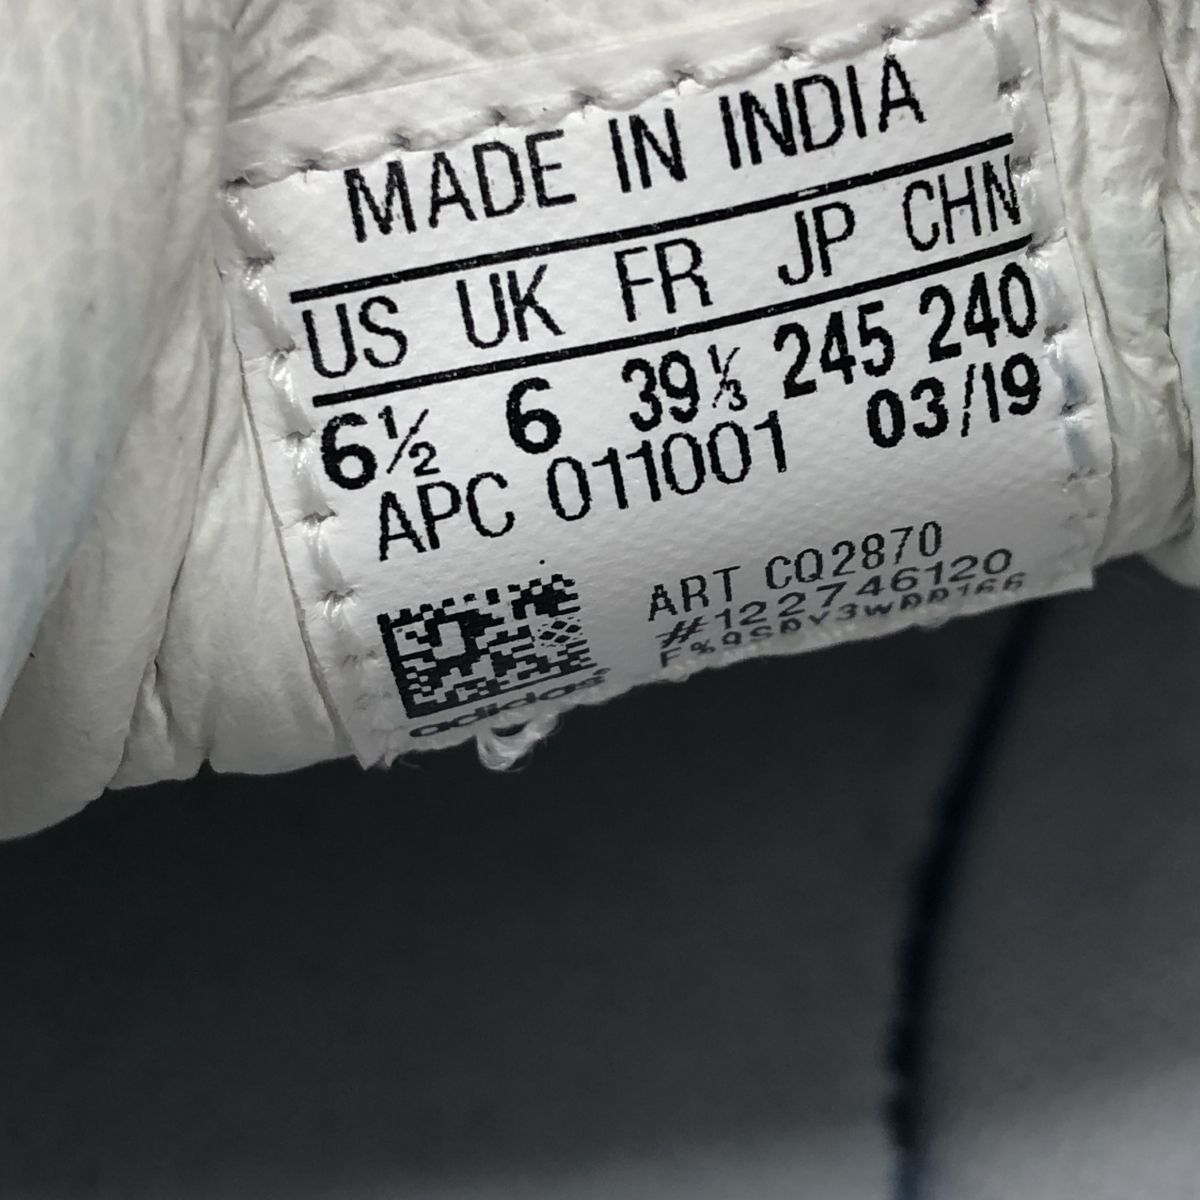 MADE IN INDIA
US UK FR JP CHN
6½ 6 39⅓ 245 240
APC 011001 03/19
ART CQ2870
#122746120
adidas